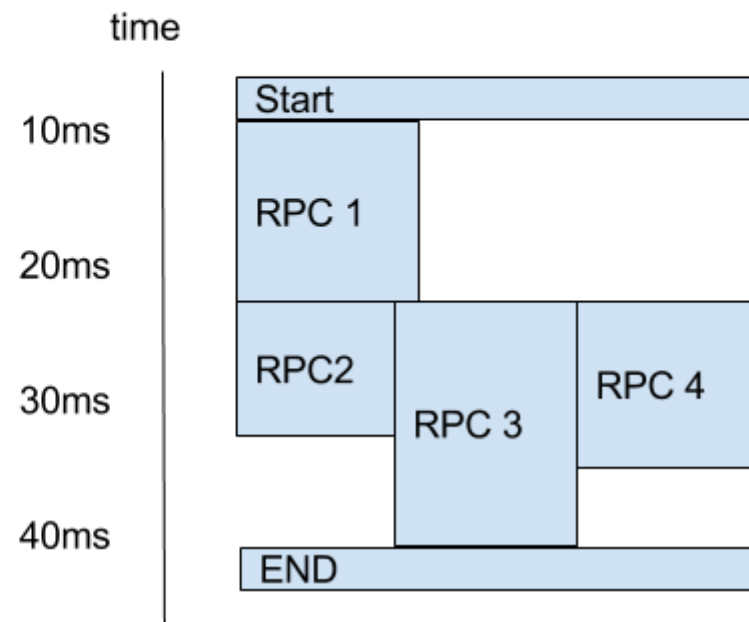 time
Start
10ms
RPC 1
20ms
RPC2
RPC 3
RPC 4
30ms
40ms
END